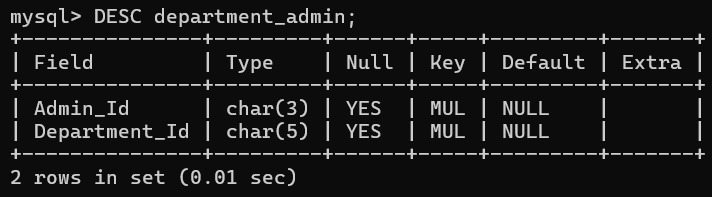 mysql> DESC department_admin;
+---------------+---------+------+-----+---------+-------+
| Field         | Type    | Null | Key | Default | Extra |
+---------------+---------+------+-----+---------+-------+
| Admin_Id      | char(3) | YES  | MUL | NULL    |       |
| Department_Id | char(5) | YES  | MUL | NULL    |       |
+---------------+---------+------+-----+---------+-------+
2 rows in set (0.01 sec)